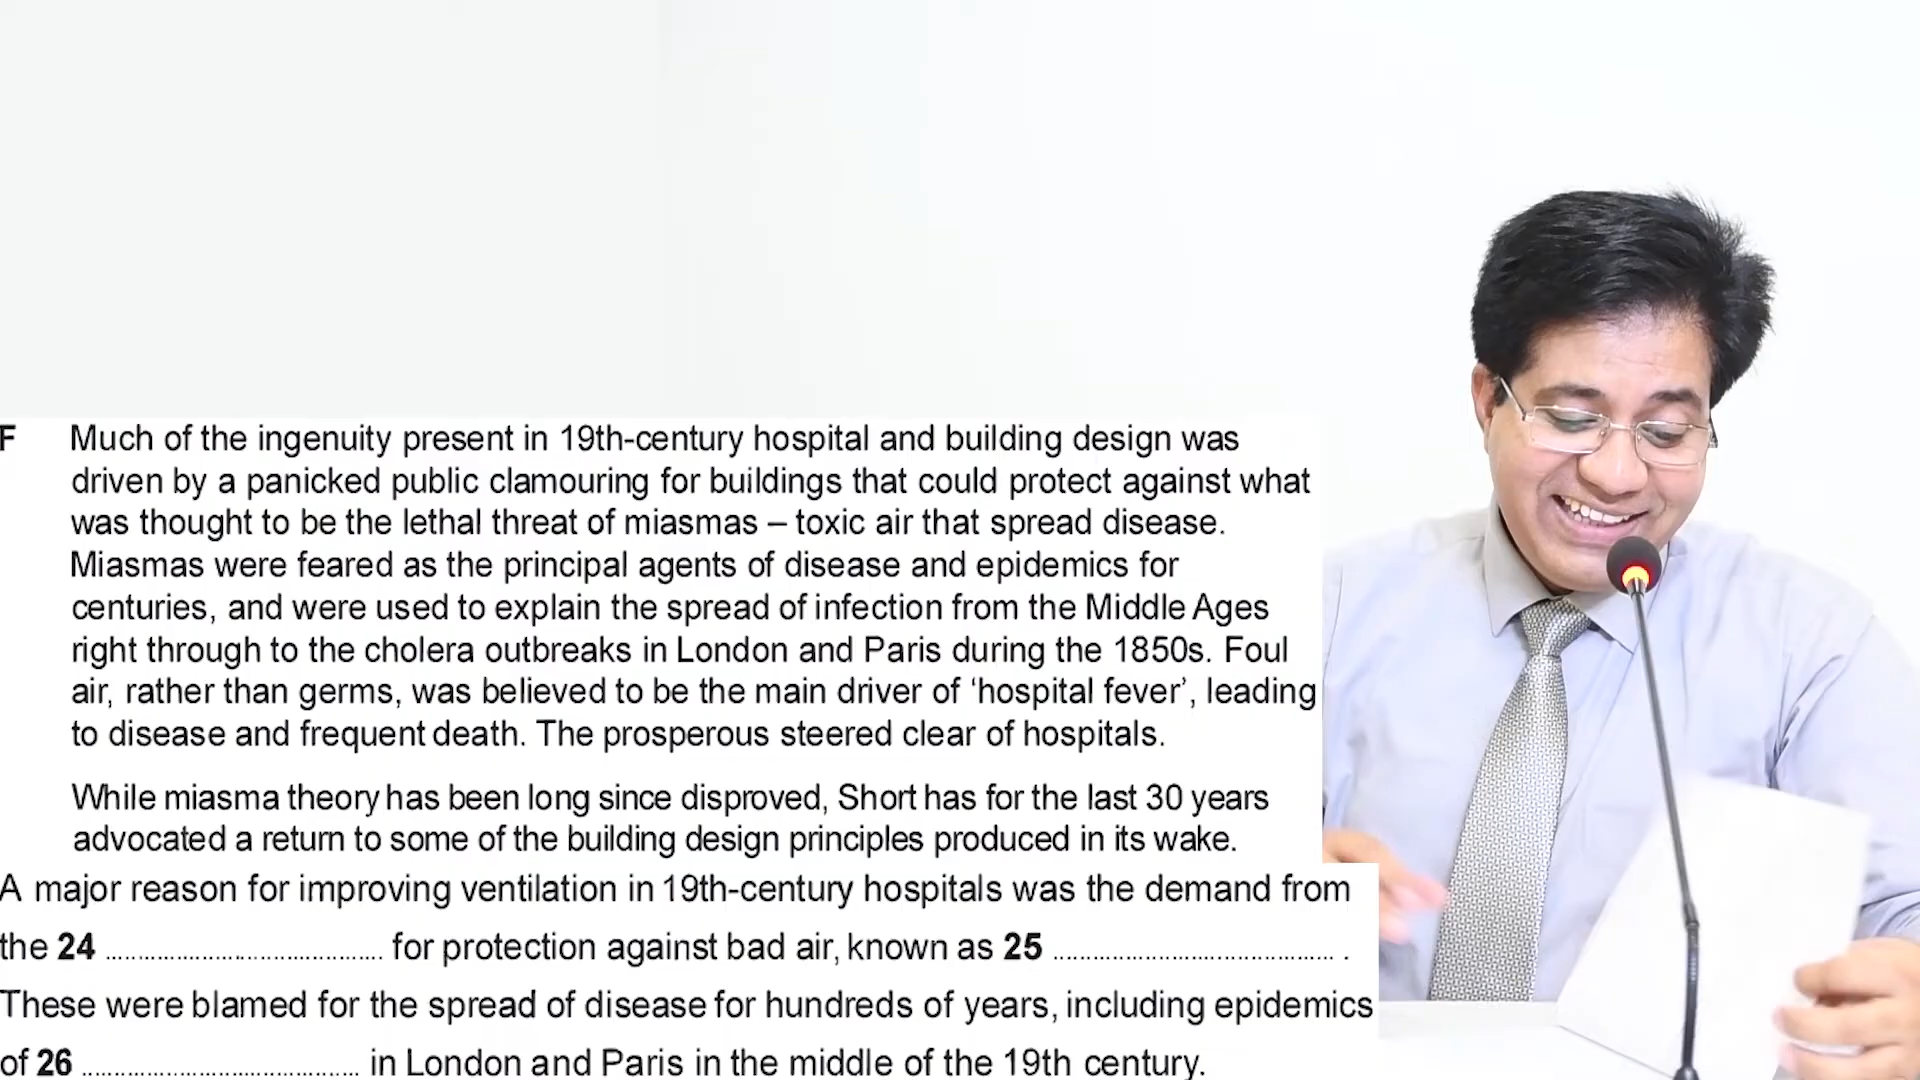 F Much of the ingenuity present in 19th-century hospital and building design was
driven by a panicked public clamouring for buildings that could protect against what
was thought to be the lethal threat of miasmas – toxic air that spread disease.
Miasmas were feared as the principal agents of disease and epidemics for
centuries, and were used to explain the spread of infection from the Middle Ages
right through to the cholera outbreaks in London and Paris during the 1850s. Foul
air, rather than germs, was believed to be the main driver of ‘hospital fever’, leading
to disease and frequent death. The prosperous steered clear of hospitals.
While miasma theory has been long since disproved, Short has for the last 30 years
advocated a return to some of the building design principles produced in its wake.
A major reason for improving ventilation in 19th-century hospitals was the demand from
the 24 .......................................... for protection against bad air, known as 25 .......................................... .
These were blamed for the spread of disease for hundreds of years, including epidemics
of 26 .......................................... in London and Paris in the middle of the 19th century.